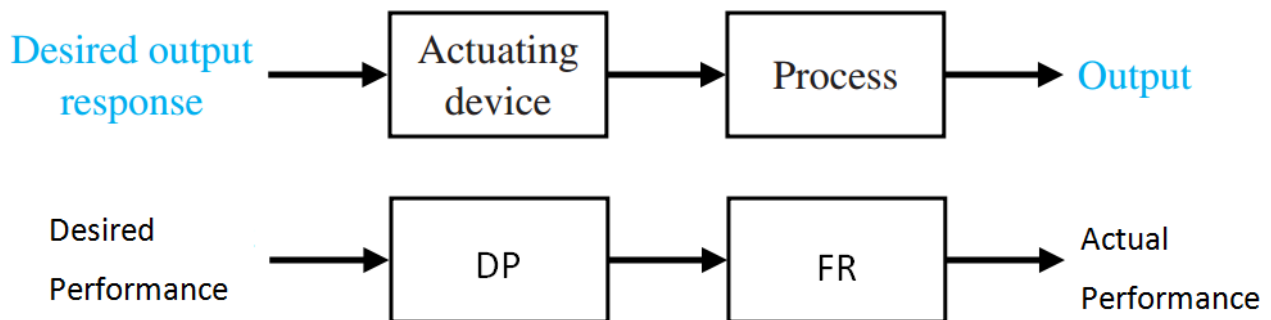 Desired output
response
Actuating
device
Process
Output
Desired
Performance
DP
FR
Actual
Performance